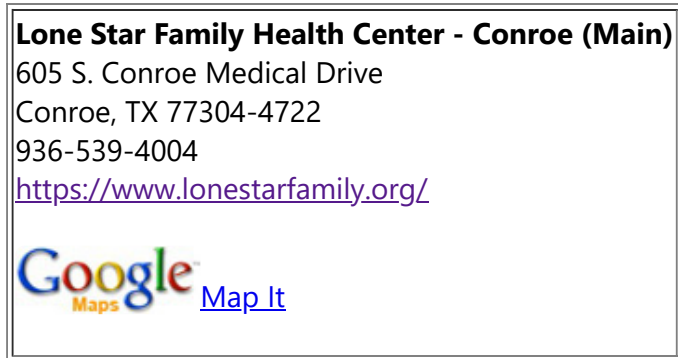 Lone Star Family Health Center - Conroe (Main)
605 S. Conroe Medical Drive
Conroe, TX 77304-4722
936-539-4004
https://www.lonestarfamily.org/
Google™
Maps
Map It